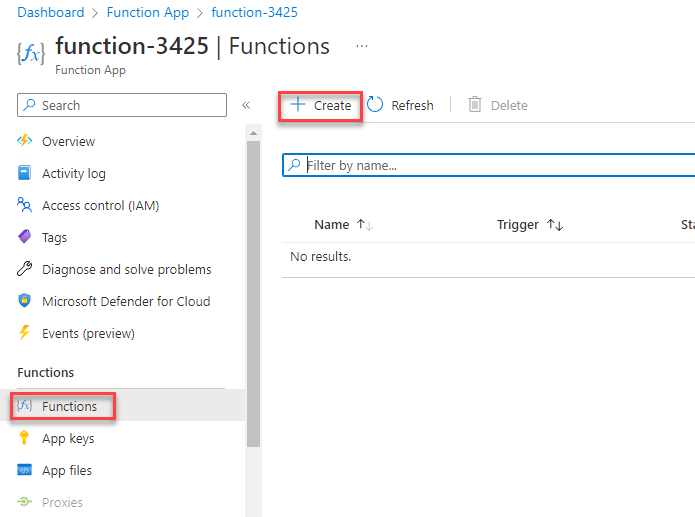 Dashboard > Function App > function-3425
function-3425 | Functions ...
Function App
Search
«
Create
Refresh
Delete
Overview
Activity log
Access control (IAM)
Tags
Diagnose and solve problems
Microsoft Defender for Cloud
Events (preview)
Functions
Functions
App keys
App files
Proxies
Filter by name...
Name
Trigger
Sta
No results.